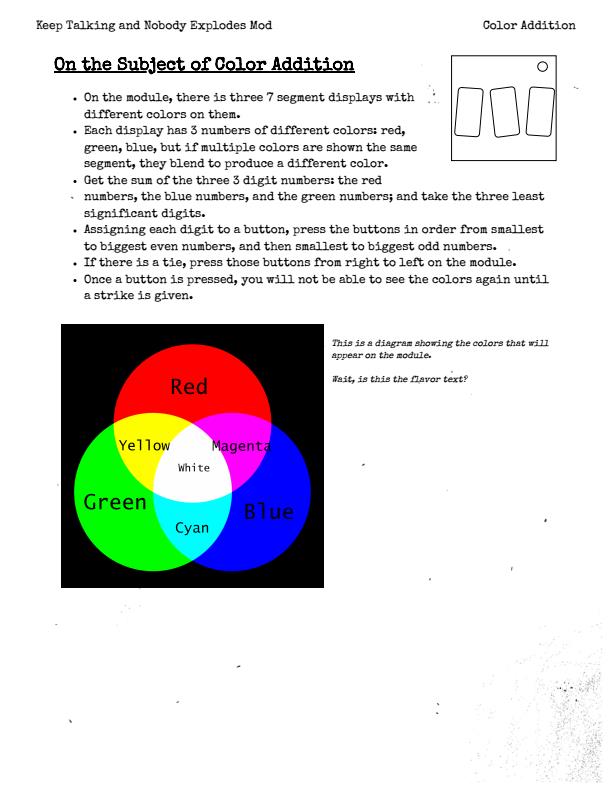 Keep Talking and Nobody Explodes Mod
Color Addition
On the Subject of Color Addition
• On the module, there is three 7 segment displays with
different colors on them.
• Each display has 3 numbers of different colors: red,
green, blue, but if multiple colors are shown the same
segment, they blend to produce a different color.
• Get the sum of the three 3 digit numbers: the red
numbers, the blue numbers, and the green numbers; and take the three least
significant digits.
• Assigning each digit to a button, press the buttons in order from smallest
to biggest even numbers, and then smallest to biggest odd numbers.
• If there is a tie, press those buttons from right to left on the module.
• Once a button is pressed, you will not be able to see the colors again until
a strike is given.
This is a diagram showing the colors that will
appear on the module.
Wait, is this the flavor text?
Red
Yellow
Magenta
White
Green
Blue
Cyan